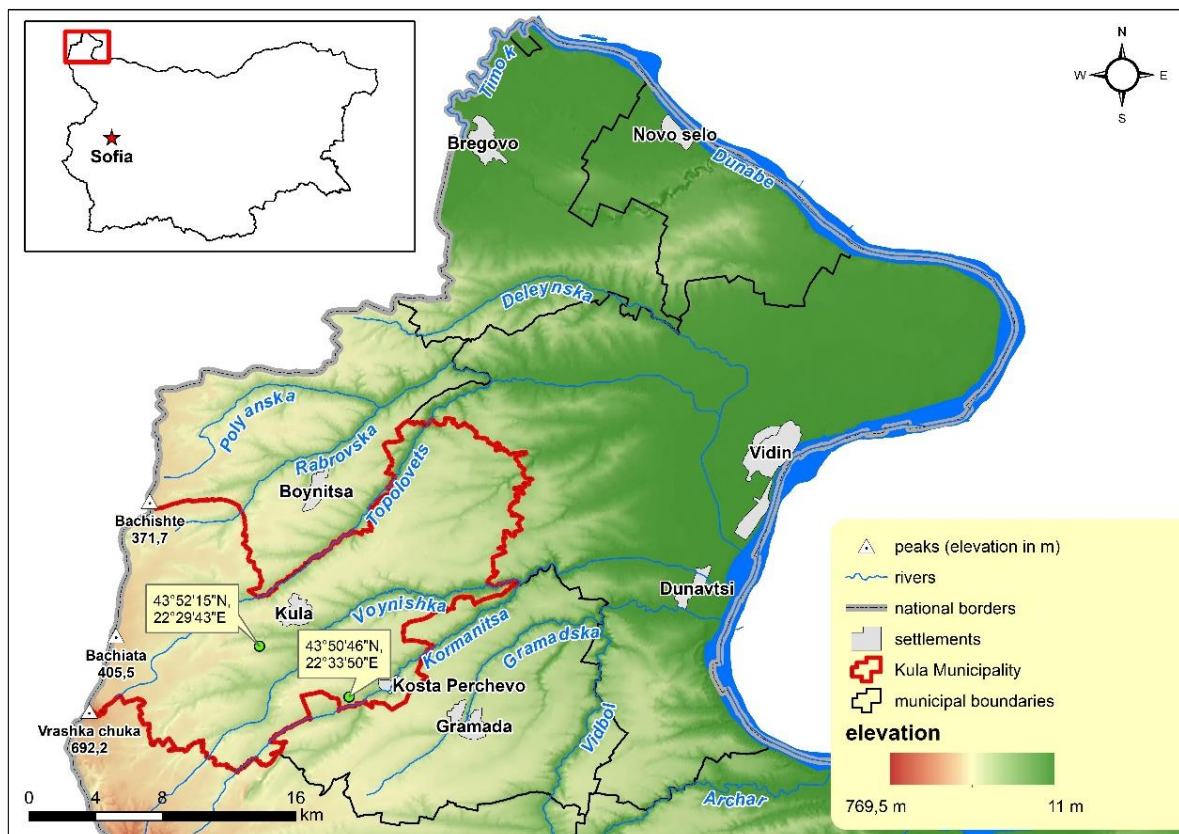 Sofia
N
W
E
S
Timok
Bregovo
Novo selo
Dunabe
Deleynska
Polyanska
Rabrovska
Boynitsa
Topolovets
Vidin
Bachishte
371,7
43°52'15"N,
22°29'43"E
Kula
Voynishka
Dunavtsi
Bachiata
405,5
43°50'46"N,
22°33'50"E
Kormanitsa
Gramadska
Kosta Perchevo
Gramada
Vrashka chuka
692,2
Vidbol
Archar
0
4
8
16
km
peaks (elevation in m)
rivers
national borders
settlements
Kula Municipality
municipal boundaries
elevation
769,5 m
11 m